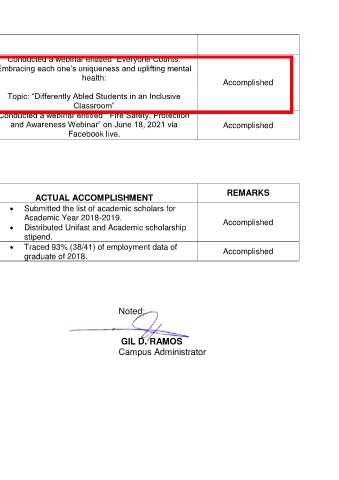 Conducted a webinar entitled "Everyone Counts:
Embracing each one's uniqueness and uplifting mental
health:
Topic: "Differently Abled Students in an Inclusive
Classroom"
Accomplished
Conducted a webinar entitled " Fire Safety, Protection
and Awareness Webinar" on June 18, 2021 via
Facebook live.
Accomplished
ACTUAL ACCOMPLISHMENT
REMARKS
• Submitted the list of academic scholars for
Academic Year 2018-2019.
• Distributed Unifast and Academic scholarship
stipend.
Accomplished
• Traced 93% (38/41) of employment data of
graduate of 2018.
Accomplished
Noted:
GIL D. RAMOS
Campus Administrator